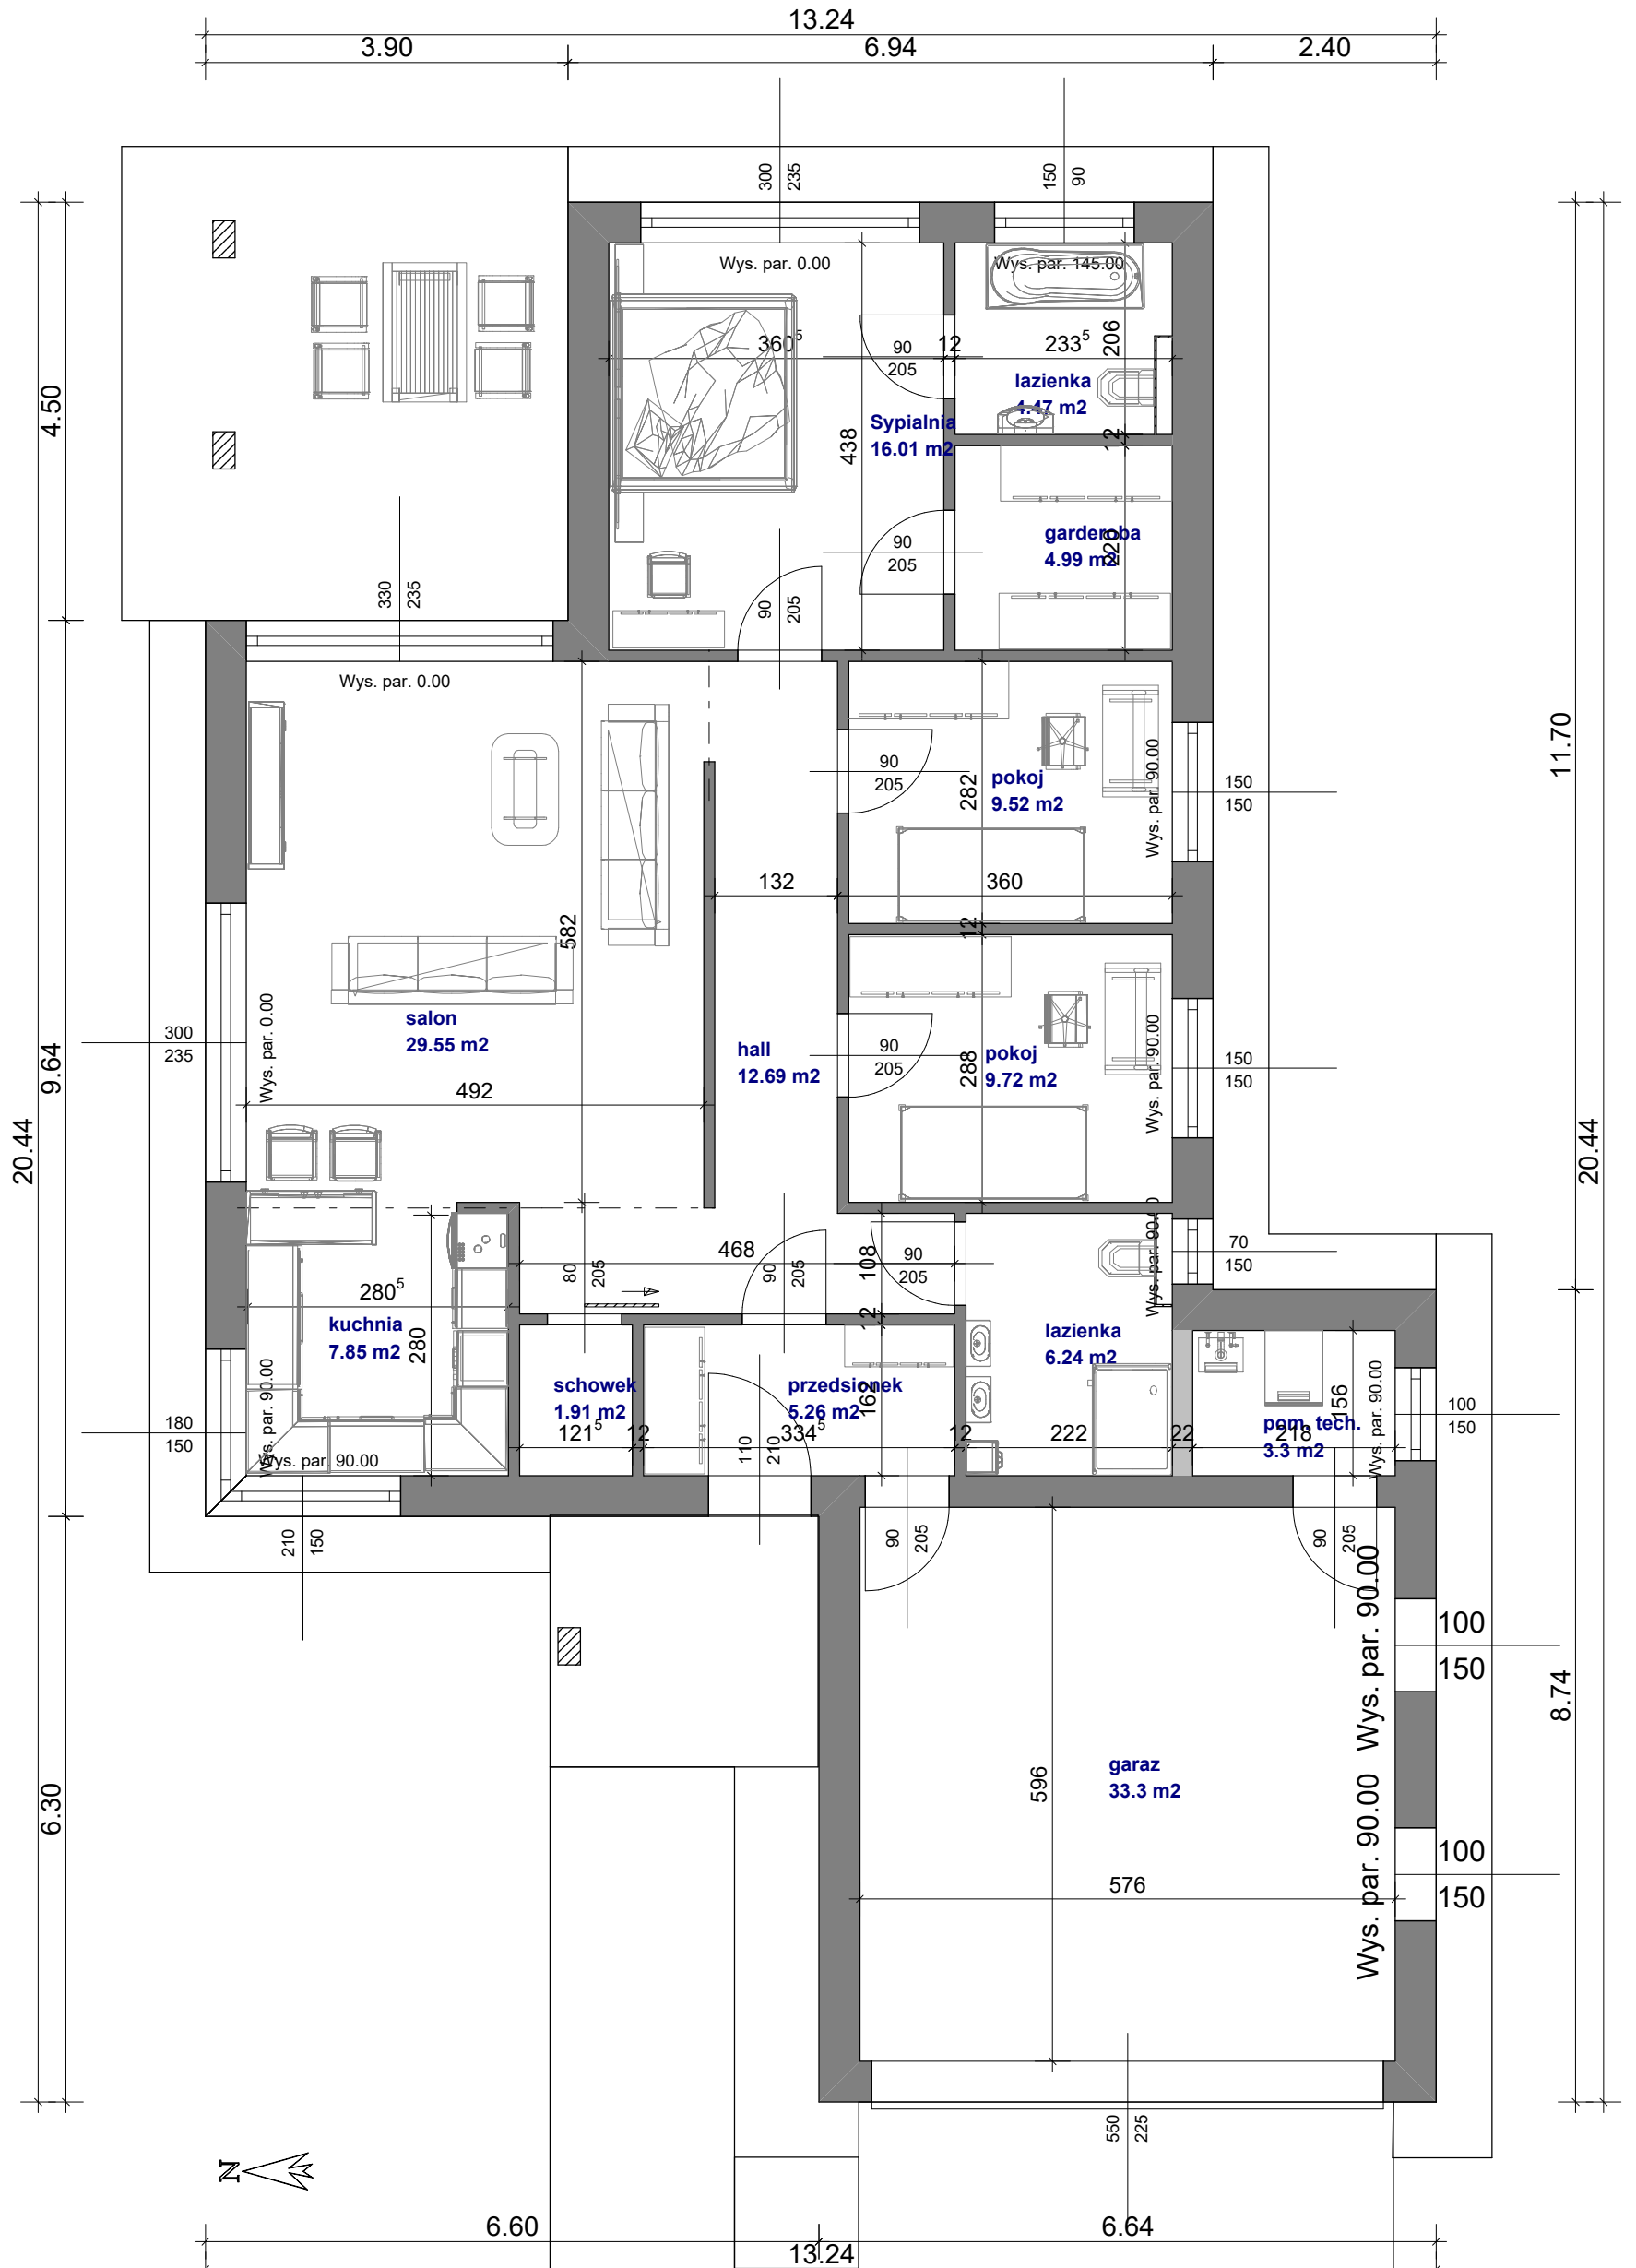 13.24
3.90 6.94 2.40
300 235
150 90
Wys. par. 0.00
Wys. par. 145.00
360⁵
90
205
12
233⁵
206
lazienka
4.47 m2
4.50
Sypialnia
16.01 m2
438
12
garderoba
4.99 m2
226
90
205
330 235
90 205
Wys. par. 0.00
11.70
90
205
pokoj
9.52 m2
282
Wys. par. 90.00
150
150
132
360
582
12
salon
29.55 m2
Wys. par. 0.00
300
235
hall
12.69 m2
90
205
288
pokoj
9.72 m2
Wys. par. 90.00
150
150
9.64
492
20.44
20.44
468
80 205
90 205
108
90
205
Wys. par. 90.00
70
150
280⁵
kuchnia
7.85 m2
280
12
lazienka
6.24 m2
schowek
1.91 m2
przedsionek
5.26 m2
162
156
Wys. par. 90.00
100
150
pom. tech.
3.3 m2
180
150
Wys. par. 90.00
Wys. par. 90.00
121⁵
12
334⁵
12
222
22
218
110 210
210 150
90 205
90 205
Wys. par. 90.00
100
150
8.74
garaz
33.3 m2
596
6.30
Wys. par. 90.00
100
150
576
550 225
N
6.60 6.64
13.24